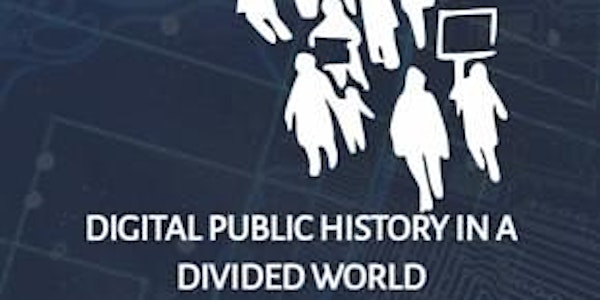 DIGITAL PUBLIC HISTORY IN A
DIVIDED WORLD